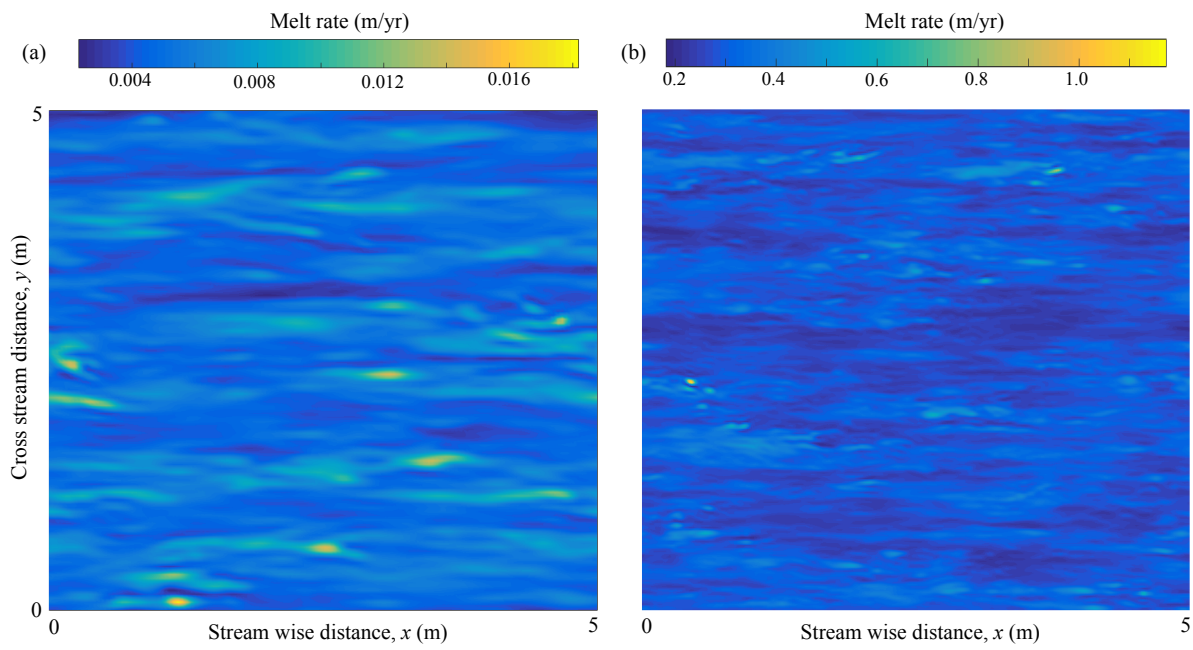 Melt rate (m/yr)
(a)
0.004 0.008 0.012 0.016
5
Cross stream distance, y (m)
0
0 5
Stream wise distance, x (m)
Melt rate (m/yr)
(b)
0.2 0.4 0.6 0.8 1.0
0 5
Stream wise distance, x (m)